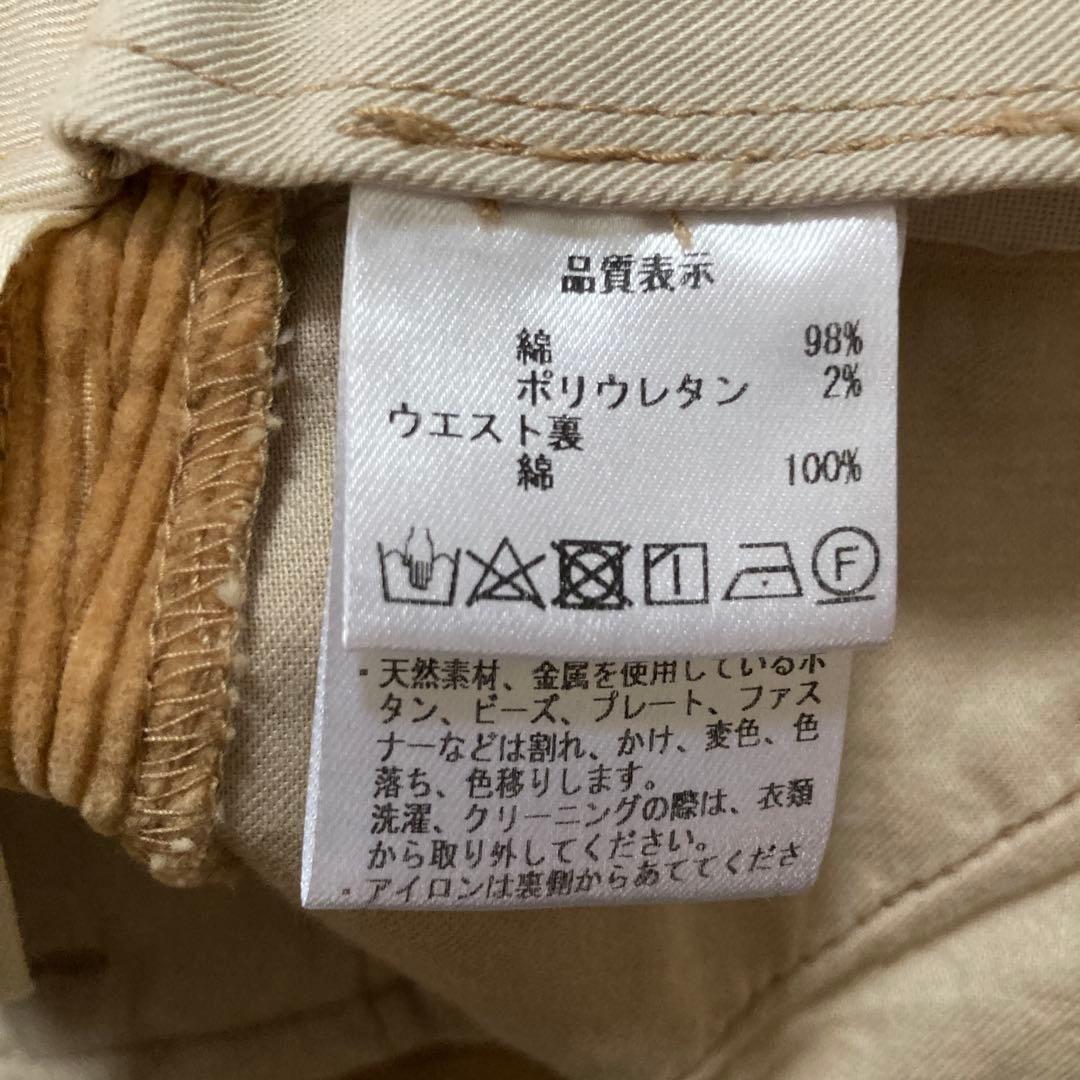 品質表示
綿 98%
ポリウレタン 2%
ウエスト裏
綿 100%
F
・天然素材、金属を使用しているボ
タン、ビーズ、プレート、ファス
ナーなどは割れ、かけ、変色、色
落ち、色移りします。
洗濯、クリーニングの際は、衣類
から取り外してください。
・アイロンは裏側からあててくださ